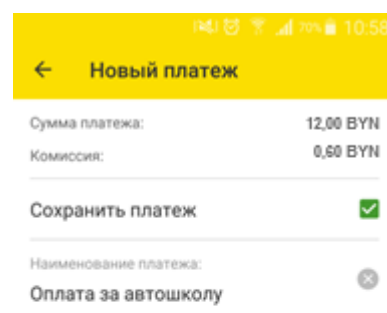 70% 10:58
Новый платеж
Сумма платежа: 12,00 BYN
Комиссия: 0,60 BYN
Сохранить платеж
Наименование платежа:
Оплата за автошколу